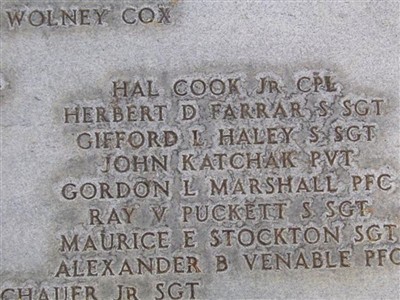 WOLNEY COX
HAL COOK JR CPL
HERBERT D FARRAR S SGT
GIFFORD L HALEY S SGT
JOHN KATCHAK PVT
GORDON L MARSHALL PFC
RAY V PUCKETT S SGT
MAURICE E STOCKTON SGT
ALEXANDER B VENABLE PFC
CHAUER JR SGT